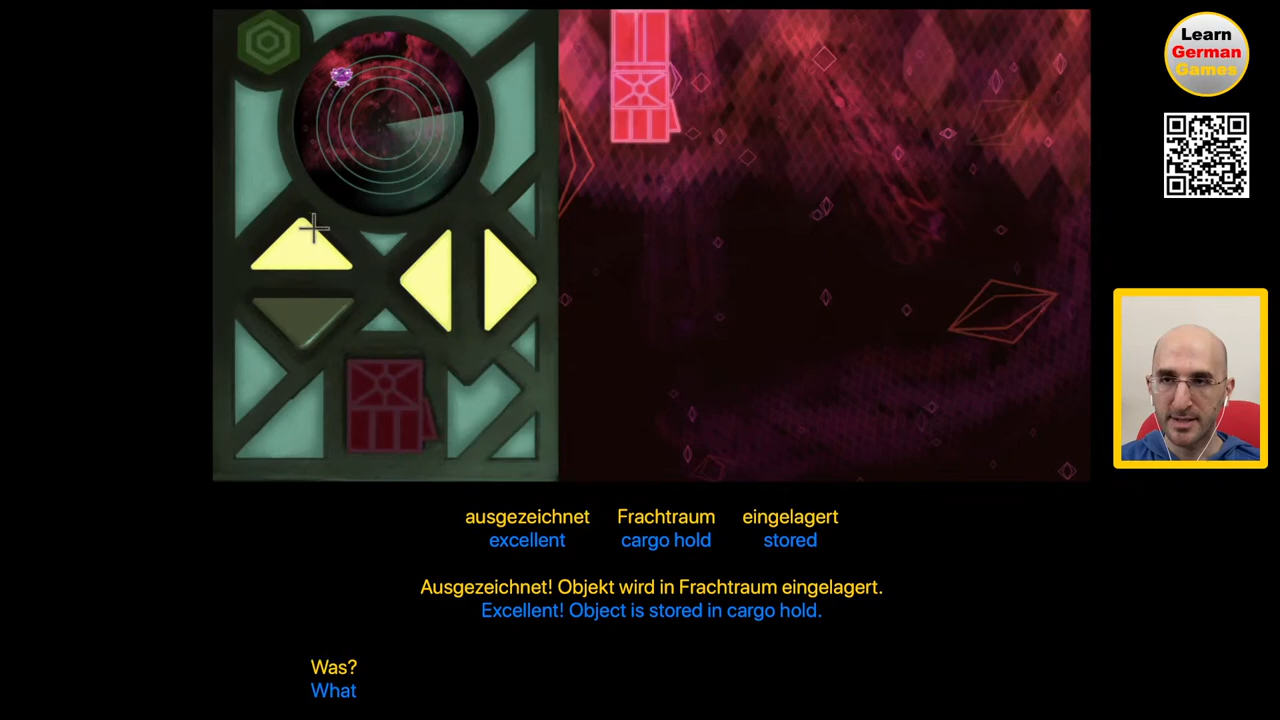 Learn
German
Games
ausgezeichnet Frachtraum eingelagert
excellent cargo hold stored
Ausgezeichnet! Objekt wird in Frachtraum eingelagert.
Excellent! Object is stored in cargo hold.
Was?
What